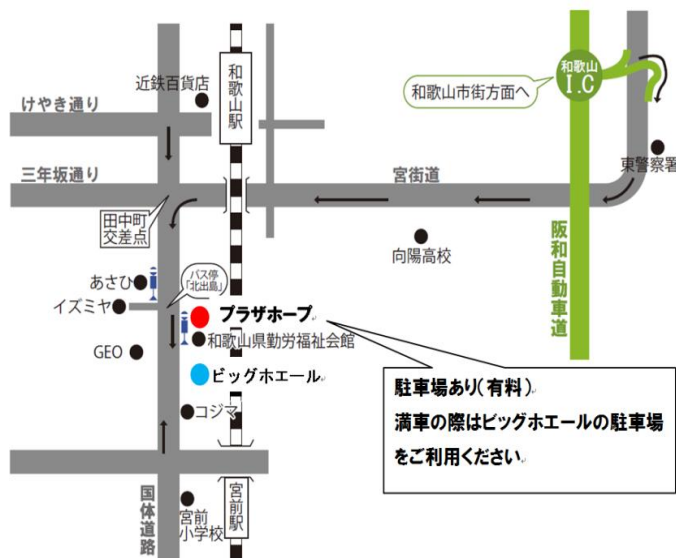 近鉄百貨店
けやき通り
和歌山駅
和歌山
I.C
和歌山市街方面へ
東警察署
三年坂通り
宮街道
田中町
交差点
向陽高校
阪和自動車道
あさひ
バス停
「北出島」
イズミヤ
プラザホープ
和歌山県勤労福祉会館
GEO
ビッグホエール
コジマ
駐車場あり(有料)
満車の際はビッグホエールの駐車場
をご利用ください
国体道路
宮前
小学校
宮前駅